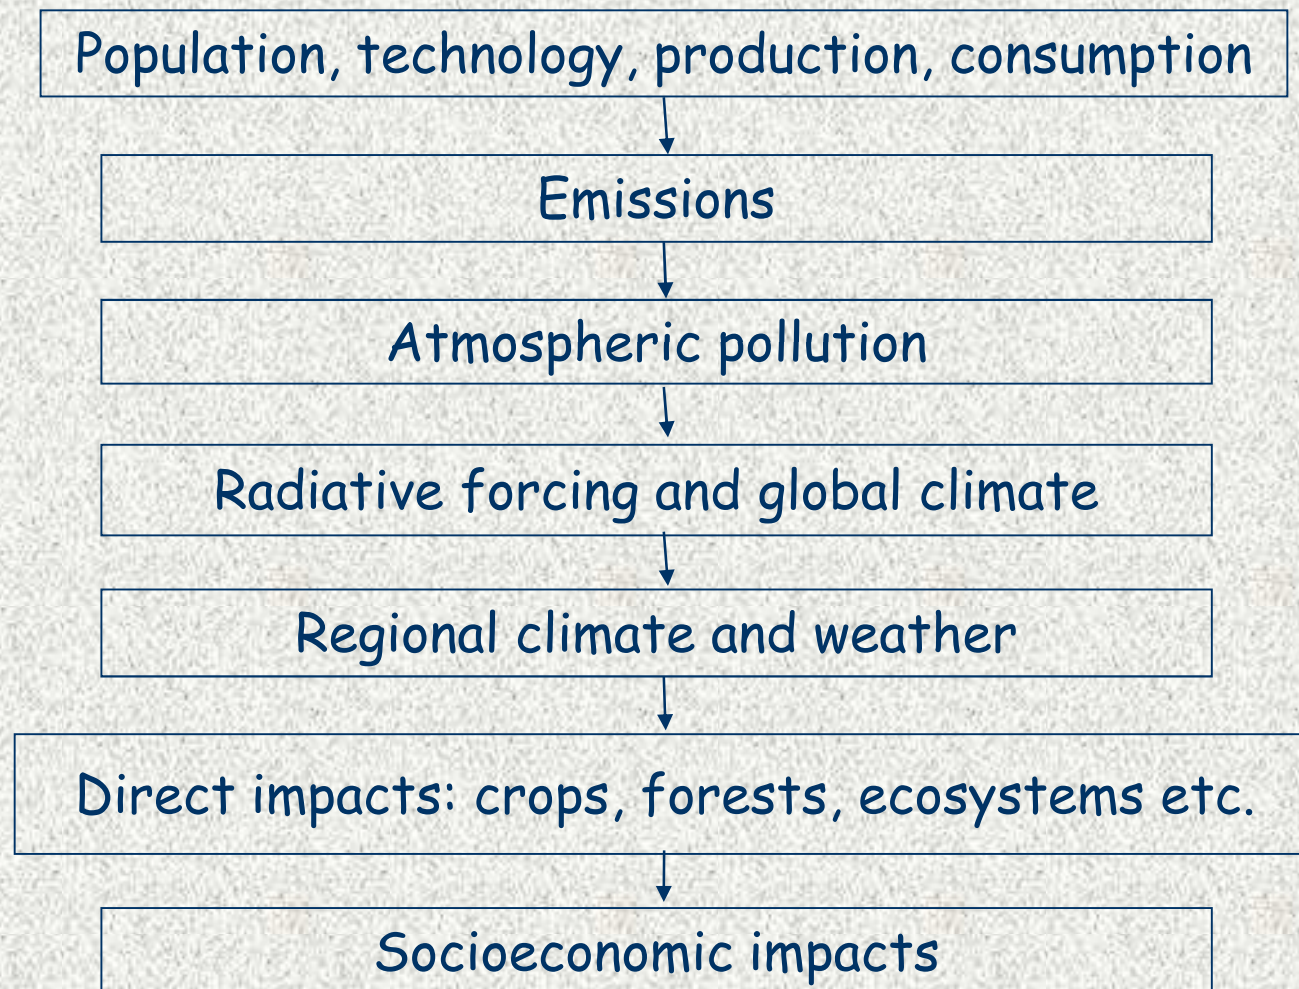 Population, technology, production, consumption
Emissions
Atmospheric pollution
Radiative forcing and global climate
Regional climate and weather
Direct impacts: crops, forests, ecosystems etc.
Socioeconomic impacts